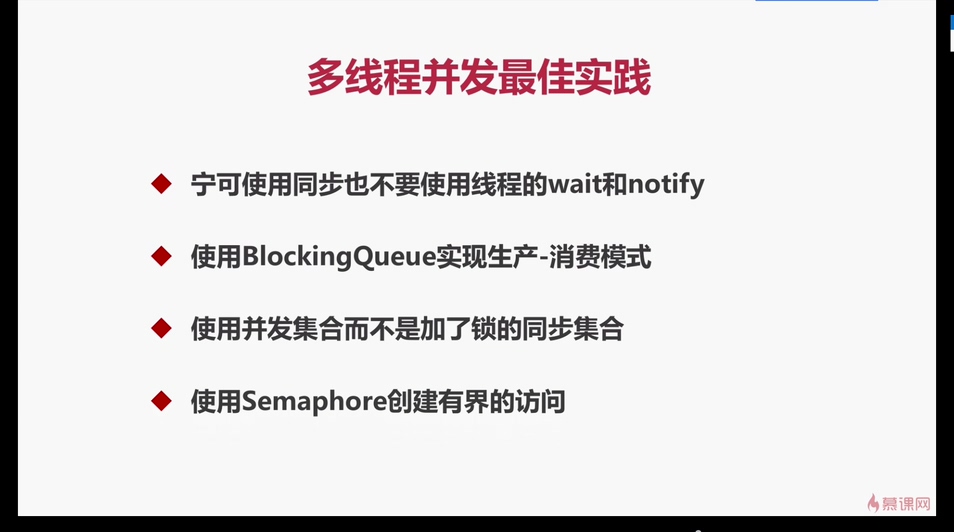 多线程并发最佳实践
宁可使用同步也不要使用线程的wait和notify
使用BlockingQueue实现生产-消费模式
使用并发集合而不是加了锁的同步集合
使用Semaphore创建有界的访问
慕课网